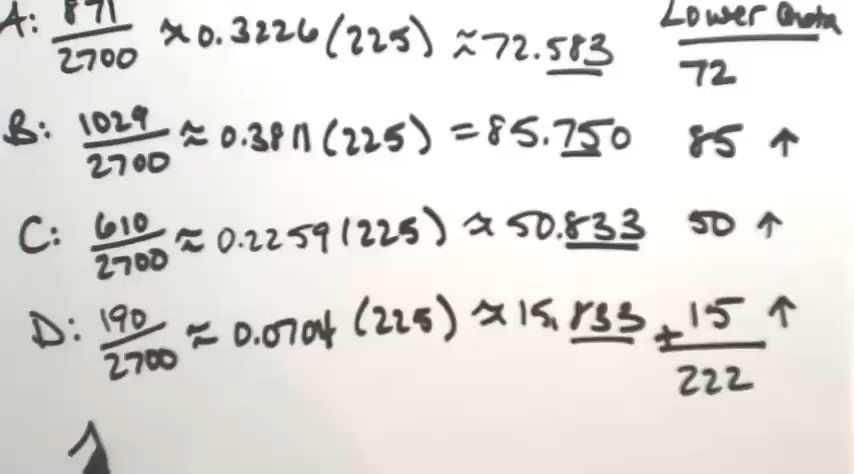 Lower Quota
A: 871/2700 ≈ 0.3226(225) ≈ 72.583 72
B: 1029/2700 ≈ 0.3811(225) = 85.750 85 ↑
C: 610/2700 ≈ 0.2259(225) ≈ 50.833 50 ↑
D: 190/2700 ≈ 0.0704(225) ≈ 15.833 + 15 ↑
222